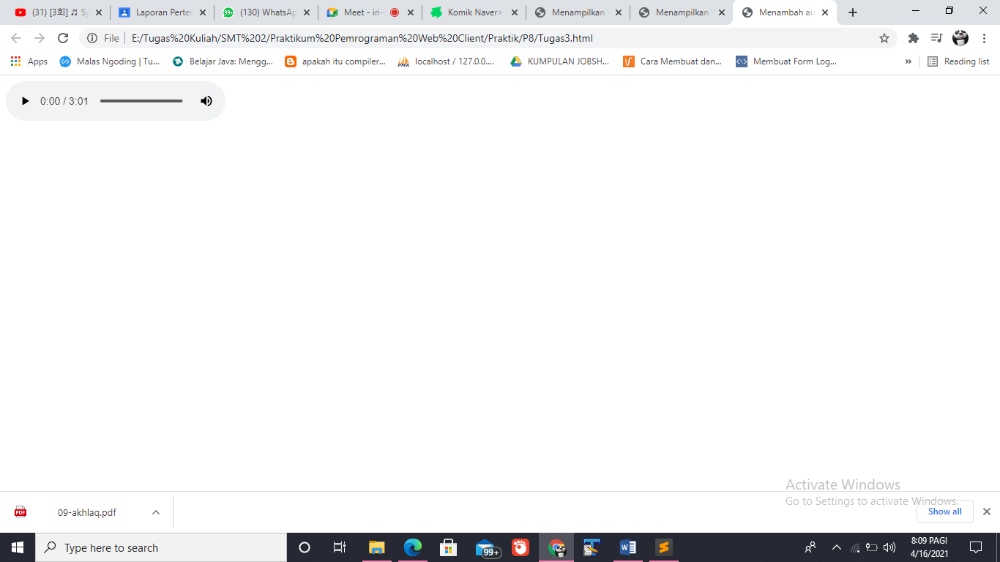 (31) [3회] ♬ Sy
Laporan Perter
99+ (130) WhatsAp
Meet - iri-
Komik Naver>
Menampilkan
Menampilkan
Menambah au
File E:/Tugas%20Kuliah/SMT%202/Praktikum%20Pemrograman%20Web%20Client/Praktik/P8/Tugas3.html
Apps
Malas Ngoding | Tu...
Belajar Java: Mengg...
apakah itu compiler...
PMA localhost / 127.0.0....
KUMPULAN JOBSH...
Cara Membuat dan...
Membuat Form Log...
»
Reading list
0:00 / 3:01
Activate Windows
Go to Settings to activate Windows.
PDF 09-akhlaq.pdf
Show all
Type here to search
99+
8:09 PAGI
4/16/2021